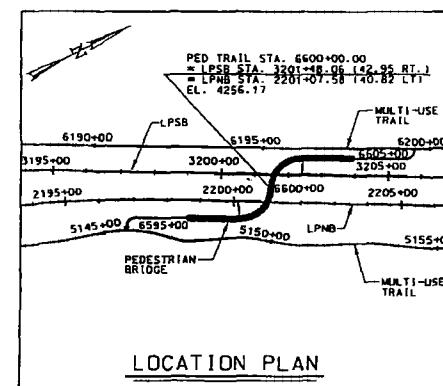 PED TRAIL STA. 6600+00.00
= LPSB STA. 3201+48.06 (42.95 RT.)
= LPNB STA. 2201+07.58 (40.82 LT)
EL. 4256.17
MULTI-USE
TRAIL
LPSB
6190+00
6195+00
6200+00
3195+00
3200+00
6605+00
3205+00
2195+00
2200+00
6600+00
2205+00
5145+00
6595+00
5150+00
LPNB
5155+00
PEDESTRIAN
BRIDGE
MULTI-USE
TRAIL
LOCATION PLAN